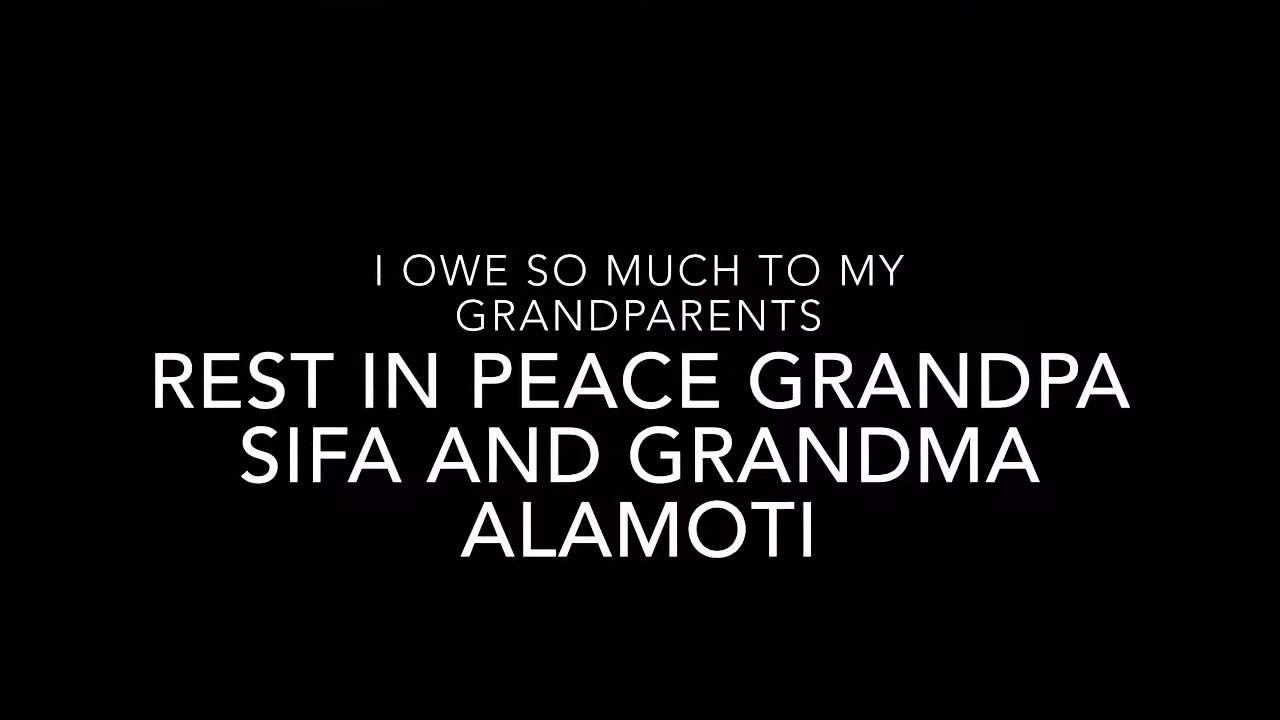 I OWE SO MUCH TO MY
GRANDPARENTS
REST IN PEACE GRANDPA
SIFA AND GRANDMA
ALAMOTI